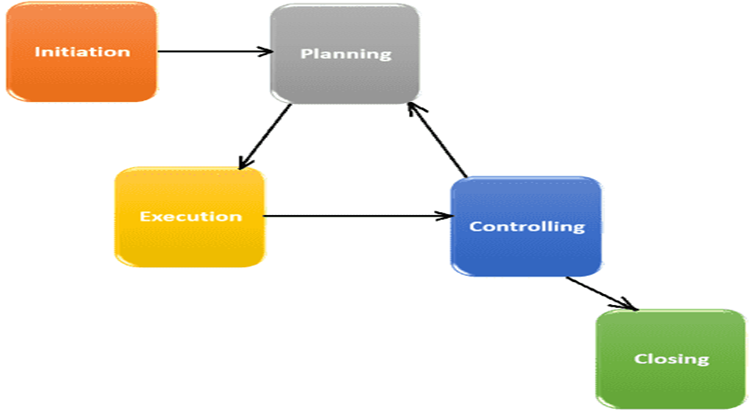 Initiation
Planning
Execution
Controlling
Closing